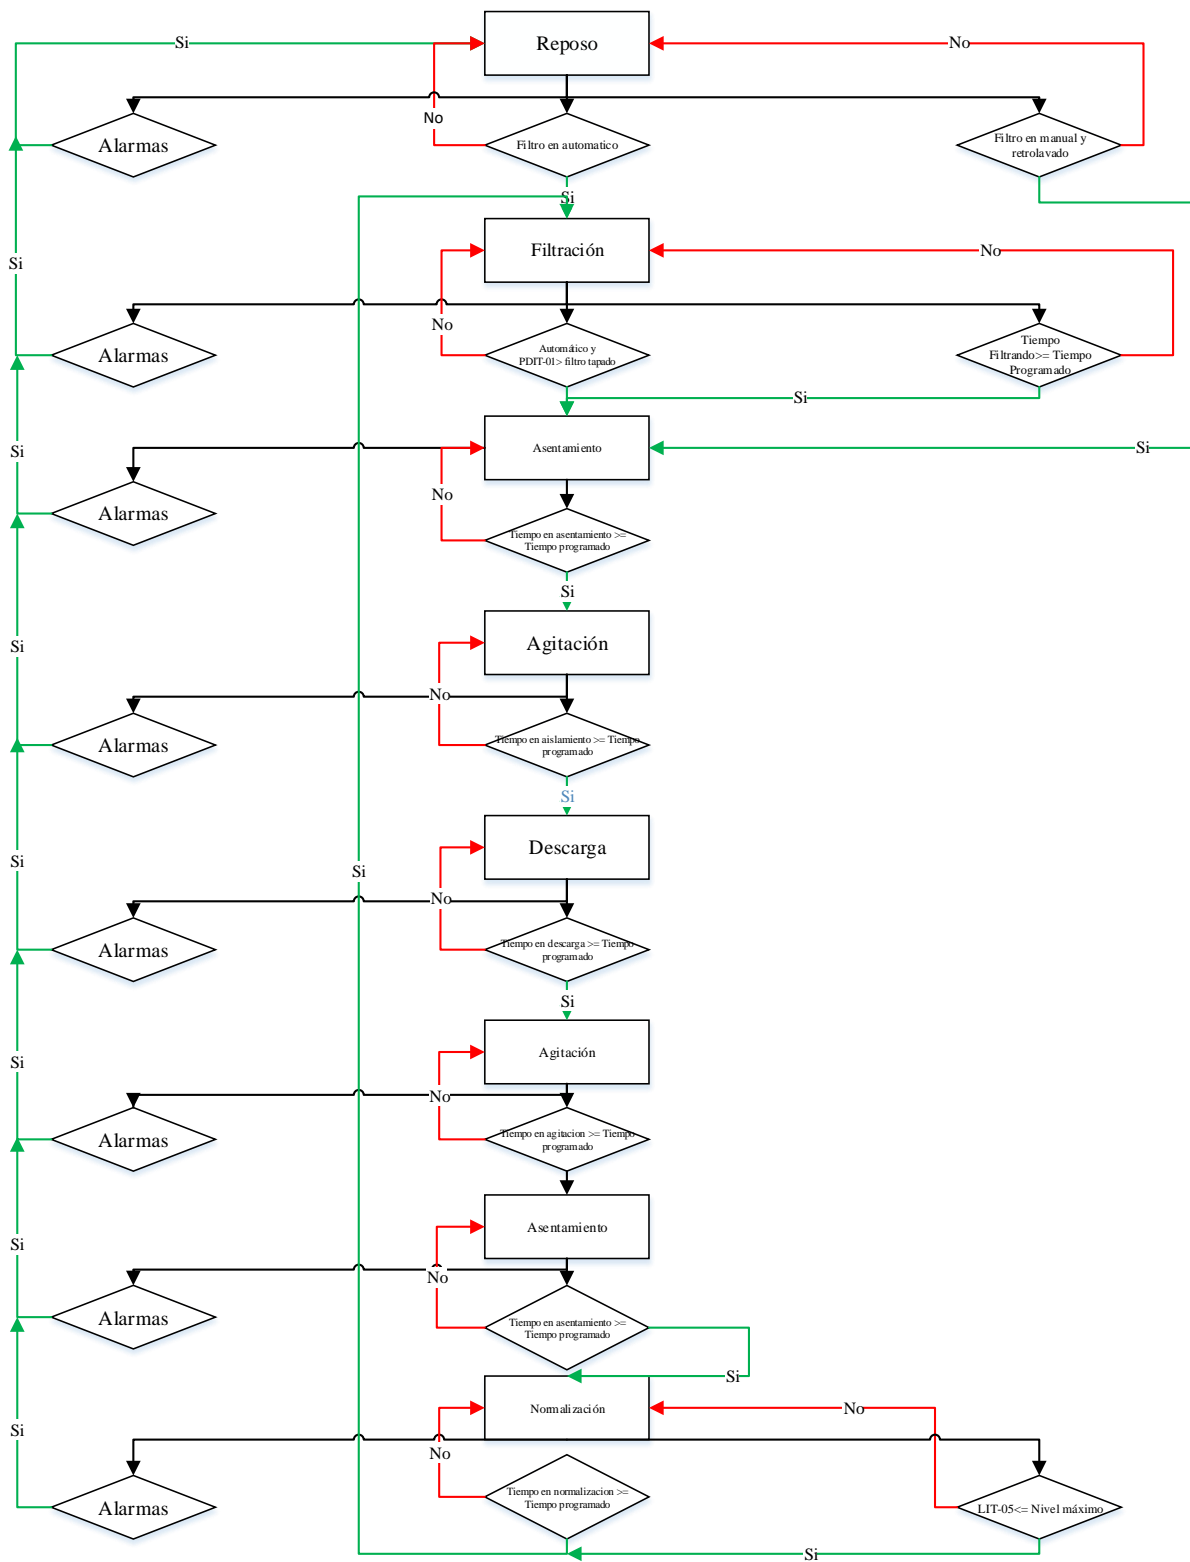 Si
Reposo
No
No
Alarmas
Filtro en automatico
Filtro en manual y
retrolavado
Si
Si
Filtración
No
No
Alarmas
Automático y
PDIT-01> filtro tapado
Tiempo
Filtrando>= Tiempo
Programado
Si
Si
Asentamiento
Si
No
Alarmas
Tiempo en asentamiento >=
Tiempo programado
Si
Si
Agitación
No
Alarmas
Tiempo en aislamiento >= Tiempo
programado
Si
Si
Descarga
Si
No
Alarmas
Tiempo en descarga >= Tiempo
programado
Si
Si
Agitación
No
Alarmas
Tiempo en agitacion >= Tiempo
programado
Si
Asentamiento
No
Alarmas
Tiempo en asentamiento >=
Tiempo programado
Si
Si
Normalización
No
No
Alarmas
Tiempo en normalizacion >=
Tiempo programado
LIT-05<= Nivel máximo
Si